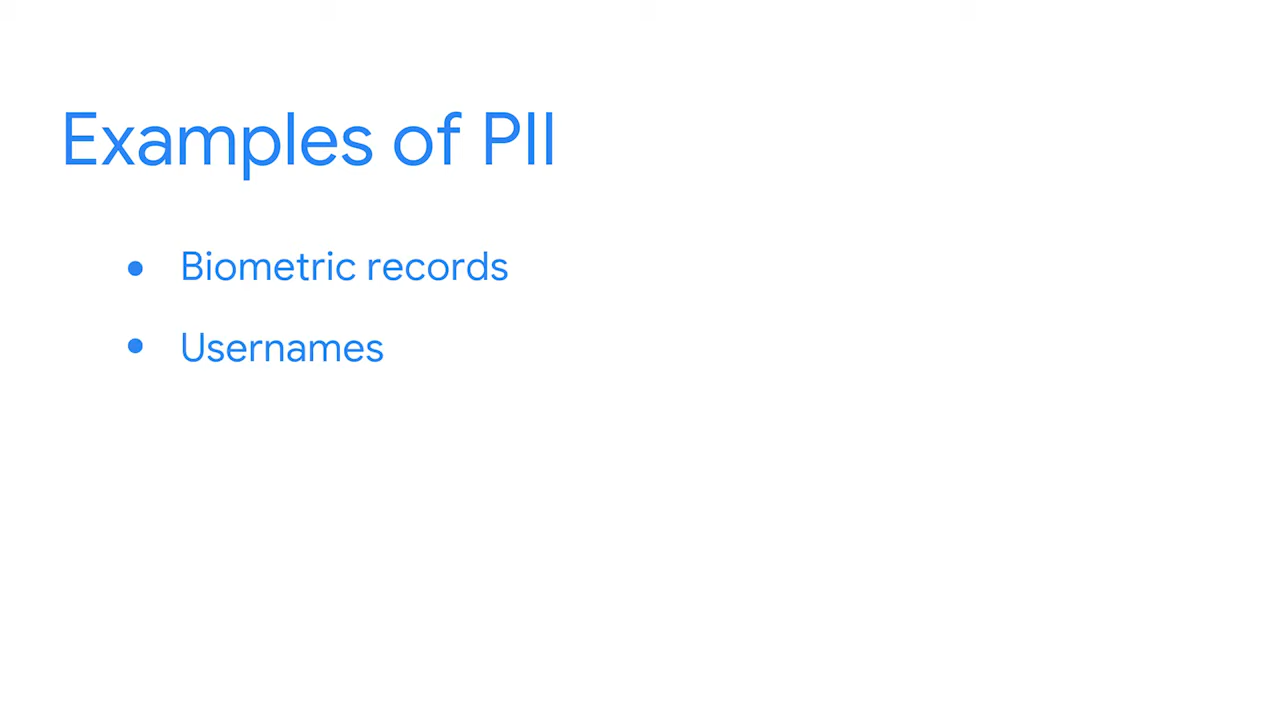 Examples of PII
• Biometric records
• Usernames